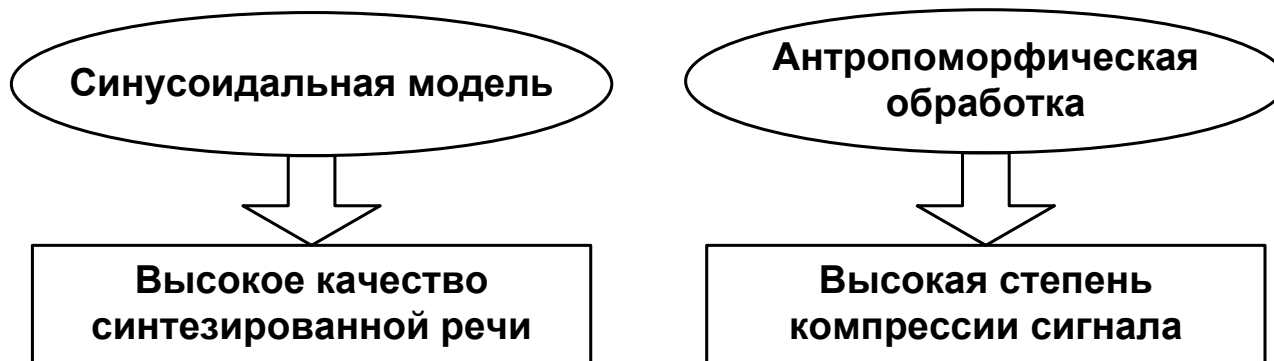 Синусоидальная модель
Антропоморфическая
обработка
Высокое качество
синтезированной речи
Высокая степень
компрессии сигнала